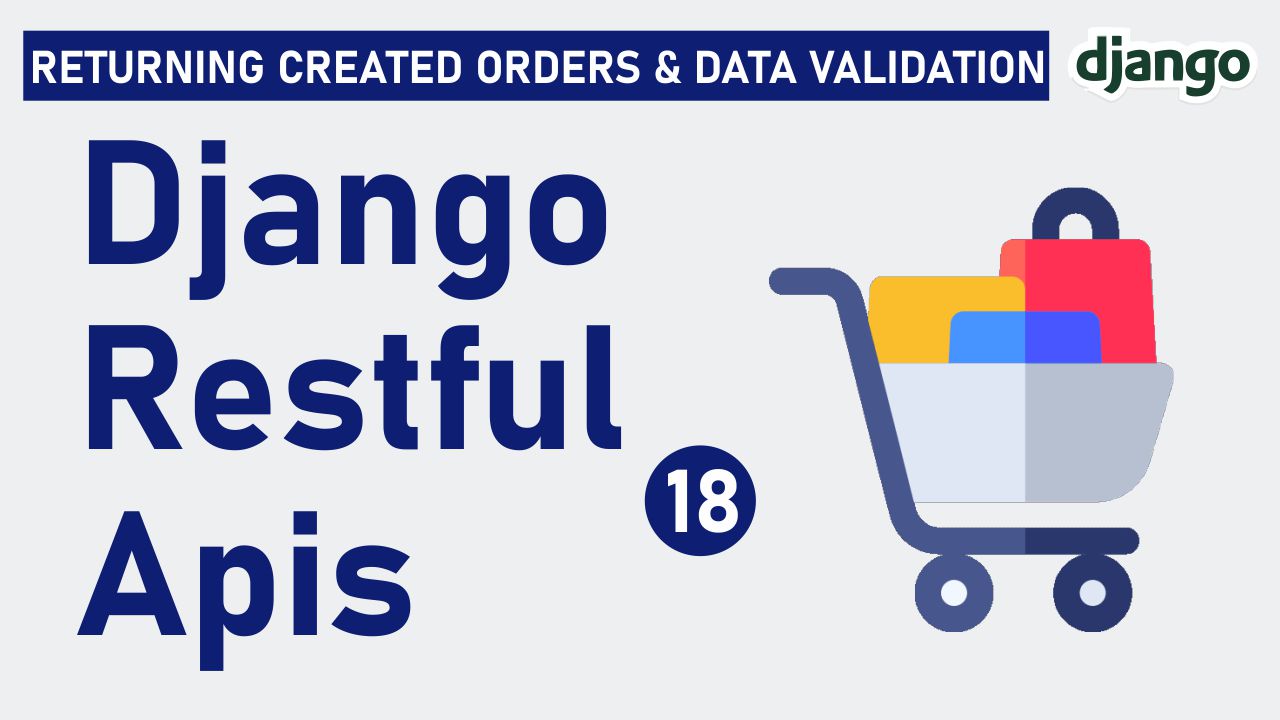 RETURNING CREATED ORDERS & DATA VALIDATION
django
Django
Restful
Apis
18